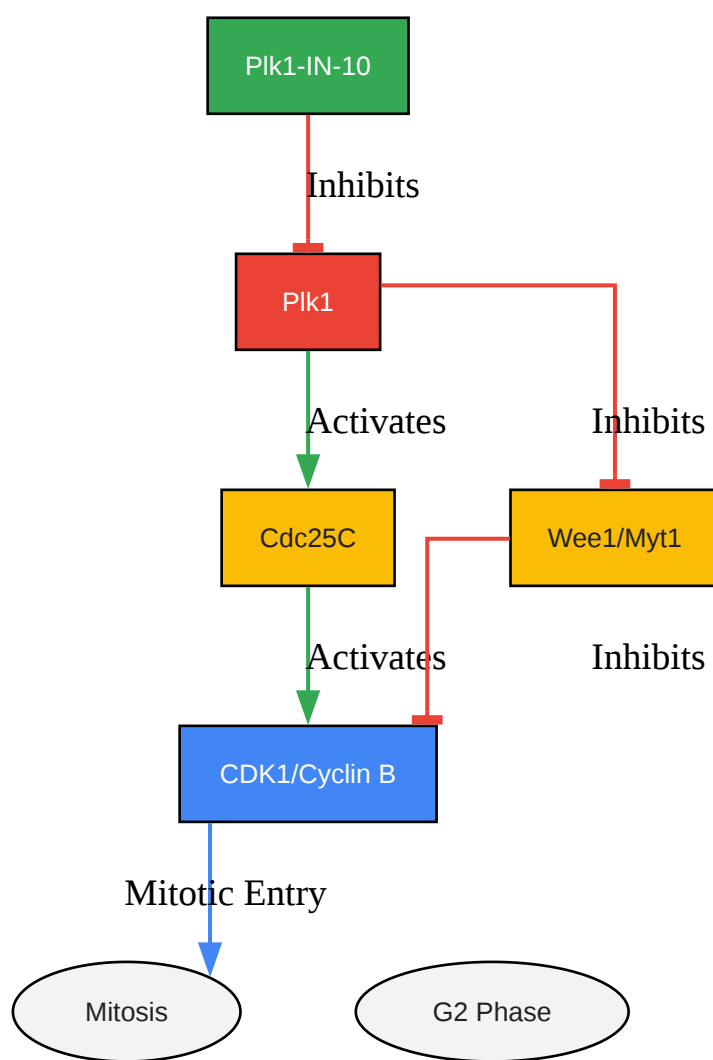 Plk1-IN-10
Inhibits
Plk1
Activates
Inhibits
Cdc25C
Wee1/Myt1
Activates
Inhibits
CDK1/Cyclin B
Mitotic Entry
Mitosis
G2 Phase